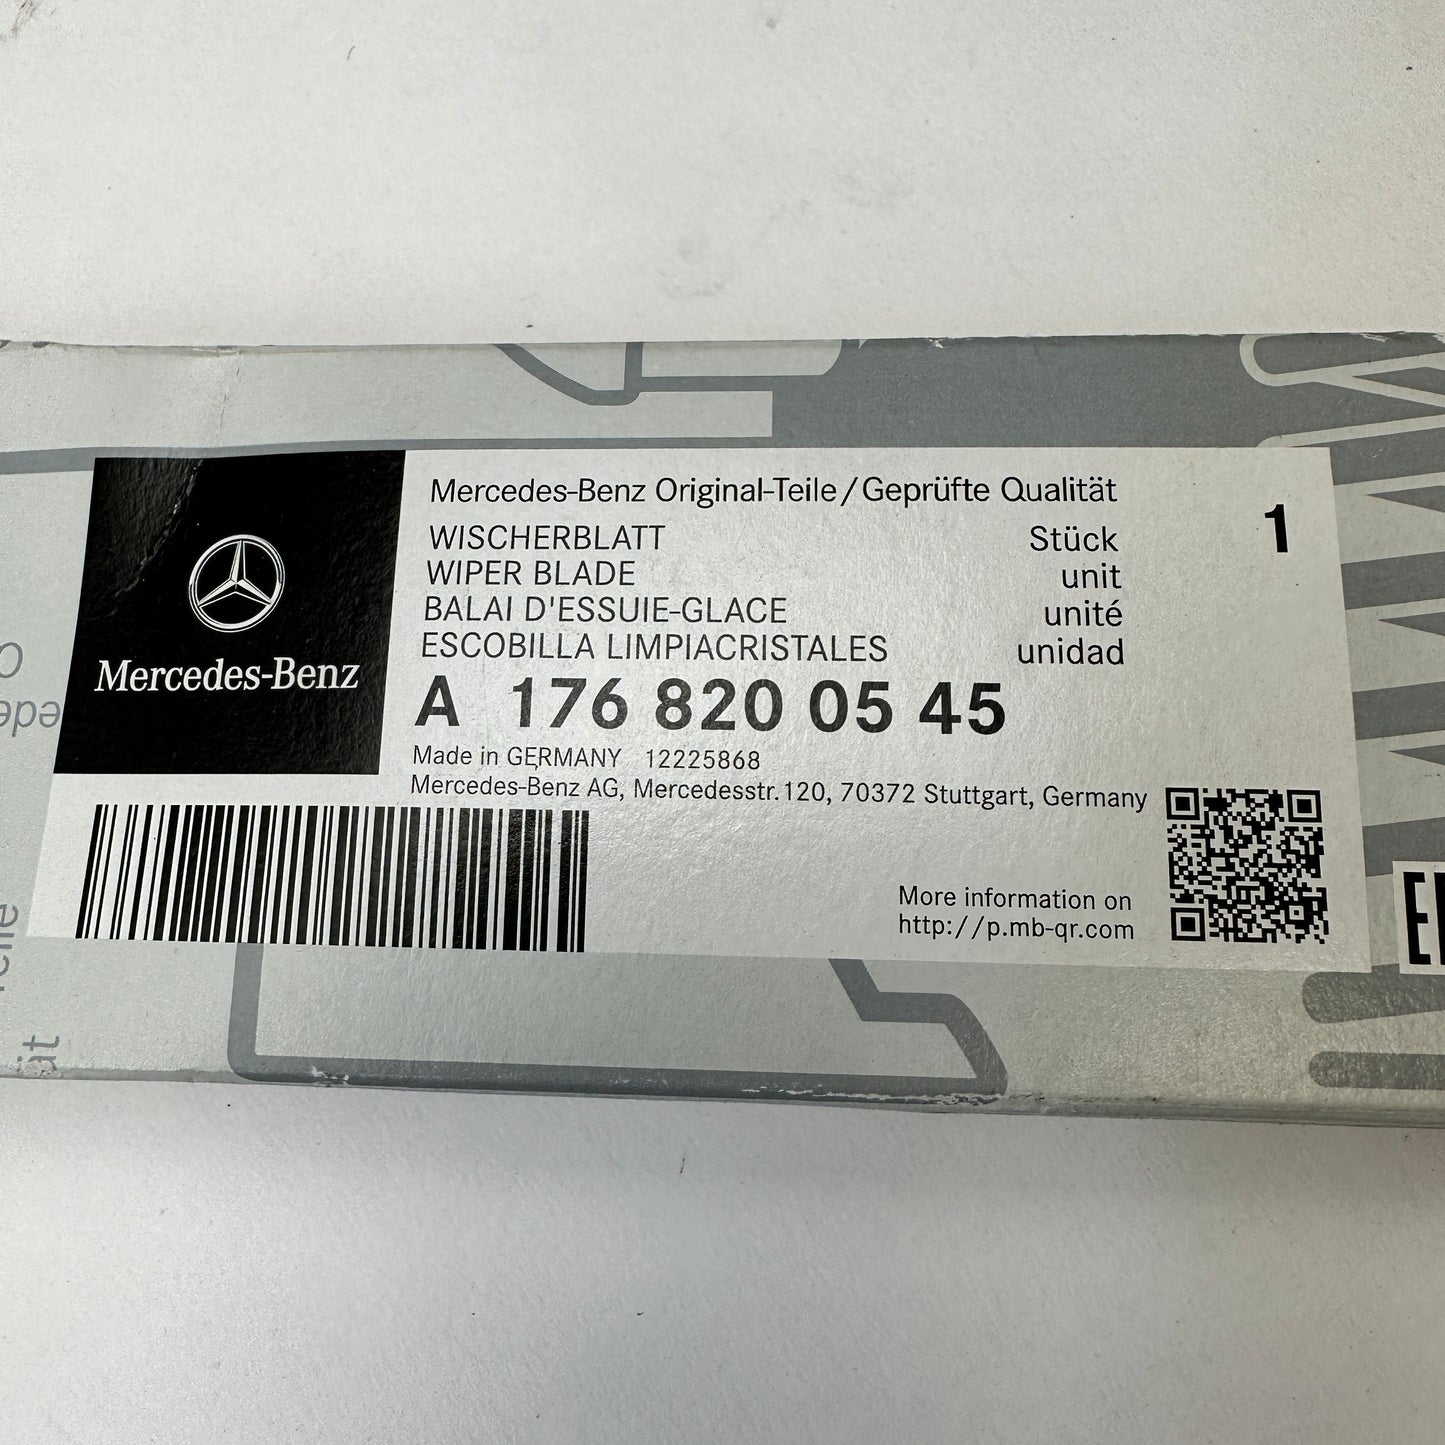 Mercedes-Benz
Mercedes-Benz Original-Teile/Geprüfte Qualität
WISCHERBLATT Stück 1
WIPER BLADE unit
BALAI D'ESSUIE-GLACE unité
ESCOBILLA LIMPIACRISTALES unidad
A 176 820 05 45
Made in GERMANY 12225868
Mercedes-Benz AG, Mercedesstr.120, 70372 Stuttgart, Germany
More information on
http://p.mb-qr.com